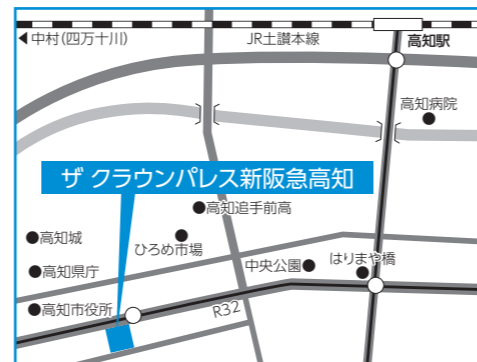 ◀中村(四万十川)
JR土讃本線
高知駅
高知病院
ザ クラウンパレス新阪急高知
●高知追手前高
●高知城
ひろめ市場
中央公園●
はりまや橋
●高知県庁
●高知市役所
R32